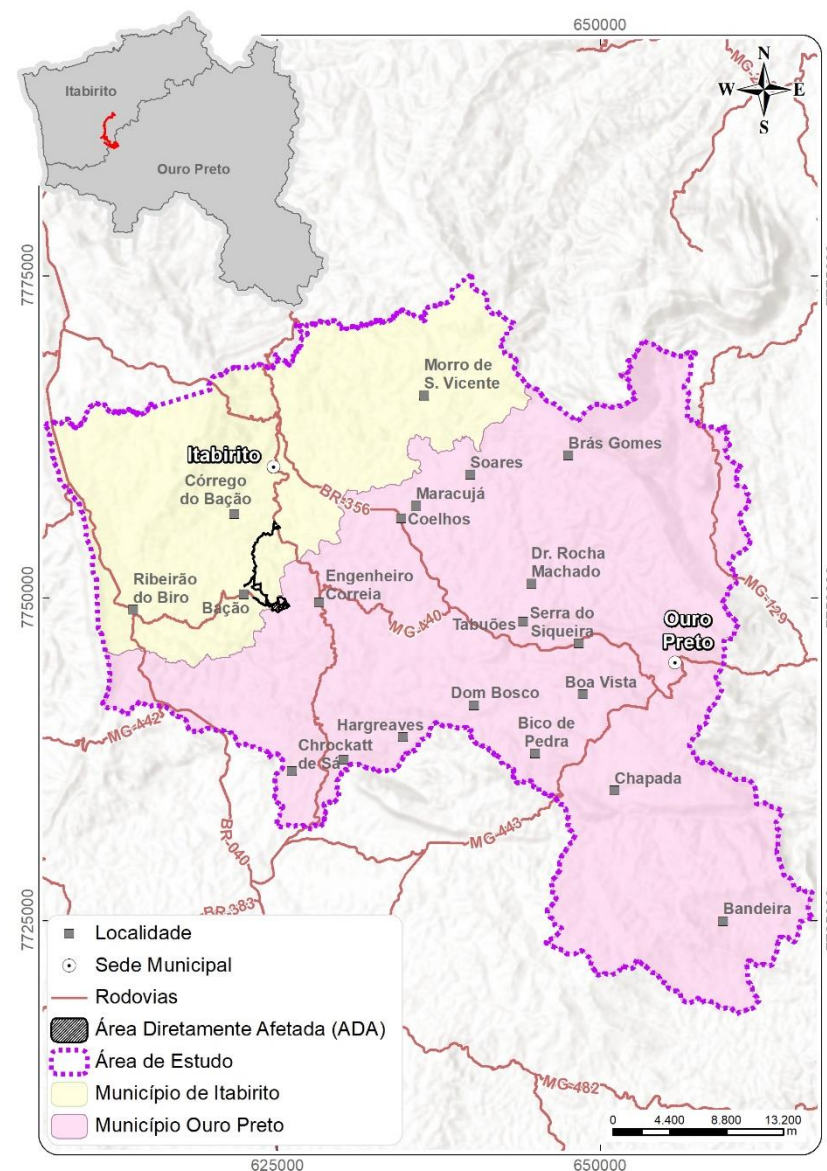 650000
Itabirito
Ouro Preto
N
W
E
S
7775000
Morro de
S. Vicente
Itabirito
Córrego
do Bação
Brás Gomes
Soares
Maracujá
Coelhos
BR-356
Dr. Rocha
Machado
7750000
Ribeirão
do Biro
Bação
Engenheiro
Correia
MG-440
MG-129
Tabuões
Serra do
Siqueira
Ouro
Preto
Dom Bosco
Boa Vista
MG-442
Hargreaves
Bico de
Pedra
Chrockatt
de Sá
Chapada
BR-040
MG-443
BR-383
7725000
Bandeira
Localidade
Sede Municipal
Rodovias
Área Diretamente Afetada (ADA)
Área de Estudo
Município de Itabirito
Município Ouro Preto
MG-482
0 4.400 8.800 13.200
m
625000
650000